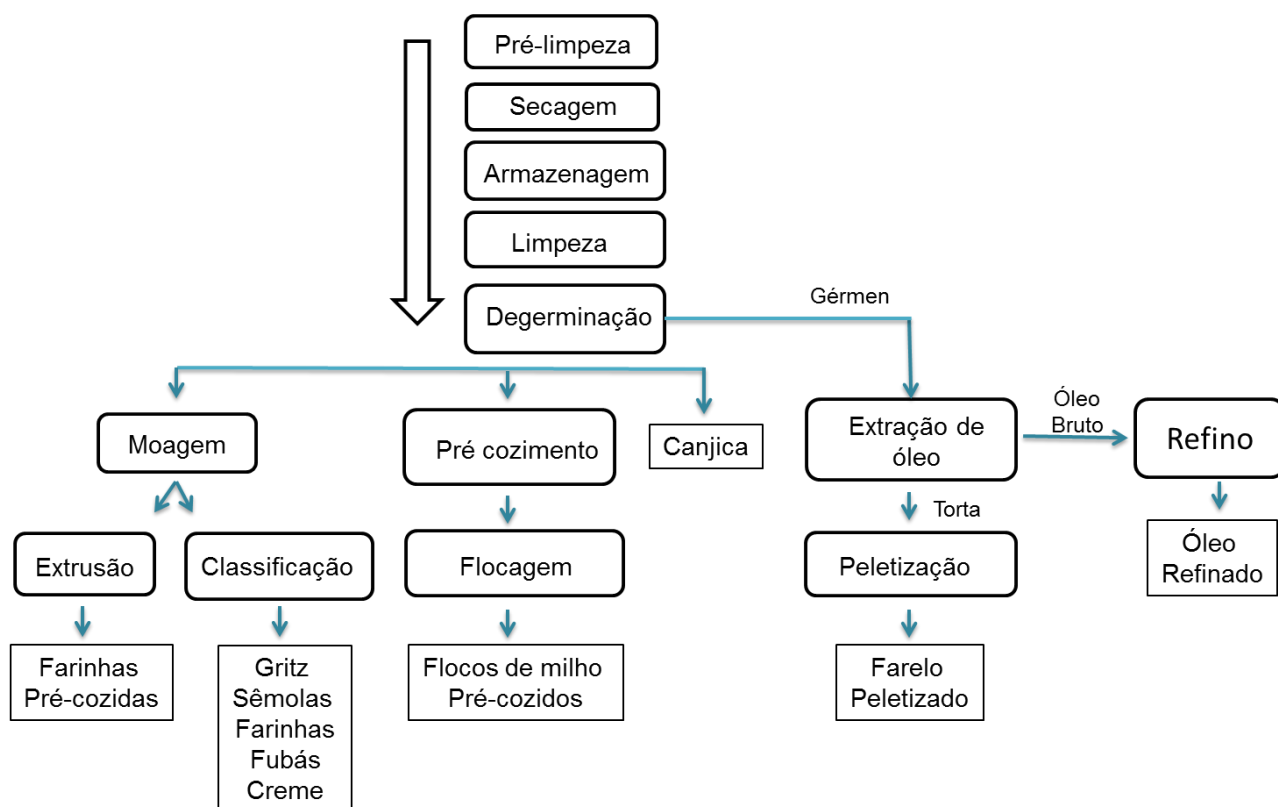 Pré-limpeza
Secagem
Armazenagem
Limpeza
Degerminação
Gérmen
Moagem
Pré cozimento
Canjica
Extração de
óleo
Óleo
Bruto
Refino
Extrusão
Classificação
Flocagem
Torta
Peletização
Óleo
Refinado
Farinhas
Pré-cozidas
Gritz
Sêmolas
Farinhas
Fubás
Creme
Flocos de milho
Pré-cozidos
Farelo
Peletizado